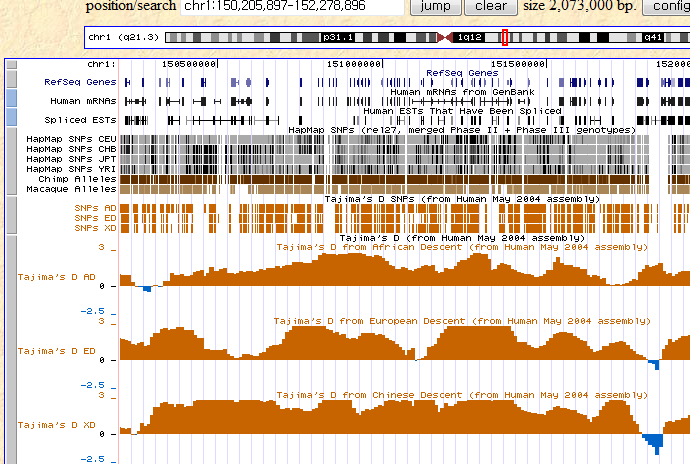 position/search chr1:150,205,897-152,278,896 jump clear size 2,073,000 bp. config
chr1 (q21.3) p31.1 1q12 q41
chr1: 150500000 151000000 151500000 152000
RefSeq Genes
RefSeq Genes
Human mRNAs from GenBank
Human mRNAs
Human ESTs That Have Been Spliced
Spliced ESTs
HapMap SNPs (rel27, merged Phase II + Phase III genotypes)
HapMap SNPs CEU
HapMap SNPs CHB
HapMap SNPs JPT
HapMap SNPs YRI
Chimp Alleles
Macaque Alleles
Tajima's D SNPs (from Human May 2004 assembly)
SNPs AD
SNPs ED
SNPs XD
Tajima's D (from Human May 2004 assembly)
3 _ Tajima's D from African Descent (from Human May 2004 assembly)
Tajima's D AD 0 -
-2.5 _
3 _ Tajima's D from European Descent (from Human May 2004 assembly)
Tajima's D ED 0 -
-2.5 _
3 _ Tajima's D from Chinese Descent (from Human May 2004 assembly)
Tajima's D XD 0 -
-2.5 _